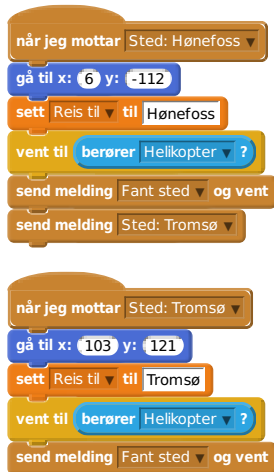 når jeg mottar Sted: Hønefoss
gå til x: 6 y: -112
sett Reis til til Hønefoss
vent til berører Helikopter ?
send melding Fant sted og vent
send melding Sted: Tromsø
når jeg mottar Sted: Tromsø
gå til x: 103 y: 121
sett Reis til til Tromsø
vent til berører Helikopter ?
send melding Fant sted og vent